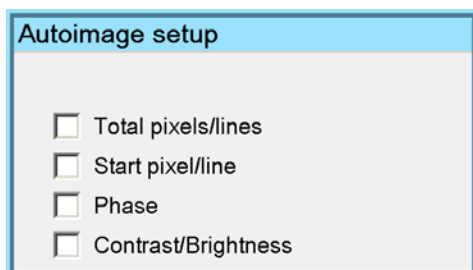 Autoimage setup
Total pixels/lines
Start pixel/line
Phase
Contrast/Brightness